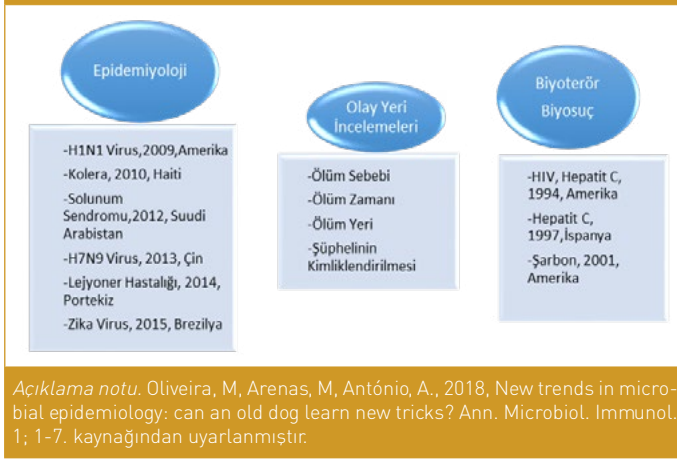 Epidemiyoloji
-H1N1 Virus,2009,Amerika
-Kolera, 2010, Haiti
-Solunum
Sendromu,2012, Suudi
Arabistan
-H7N9 Virus, 2013, Çin
-Lejyoner Hastalığı, 2014,
Portekiz
-Zika Virus, 2015, Brezilya
Olay Yeri
İncelemeleri
-Ölüm Sebebi
-Ölüm Zamanı
-Ölüm Yeri
-Şüphelinin
Kimliklendirilmesi
Biyoterör
Biyosuç
-HIV, Hepatit C,
1994, Amerika
-Hepatit C,
1997,İspanya
-Şarbon, 2001,
Amerika
Açıklama notu. Oliveira, M, Arenas, M, António, A., 2018, New trends in micro-
bial epidemiology: can an old dog learn new tricks? Ann. Microbiol. Immunol.
1; 1-7. kaynağından uyarlanmıştır.